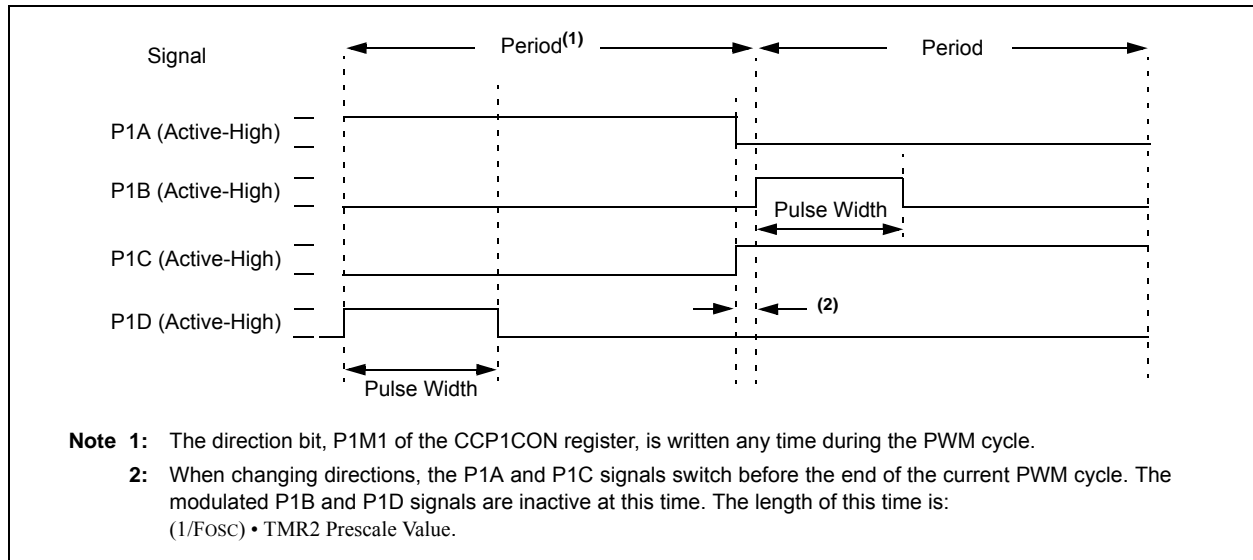 Signal
Period(1)
Period
P1A (Active-High)
P1B (Active-High)
Pulse Width
P1C (Active-High)
(2)
P1D (Active-High)
Pulse Width
Note 1: The direction bit, P1M1 of the CCP1CON register, is written any time during the PWM cycle.
2: When changing directions, the P1A and P1C signals switch before the end of the current PWM cycle. The
modulated P1B and P1D signals are inactive at this time. The length of this time is:
(1/FOSC) • TMR2 Prescale Value.